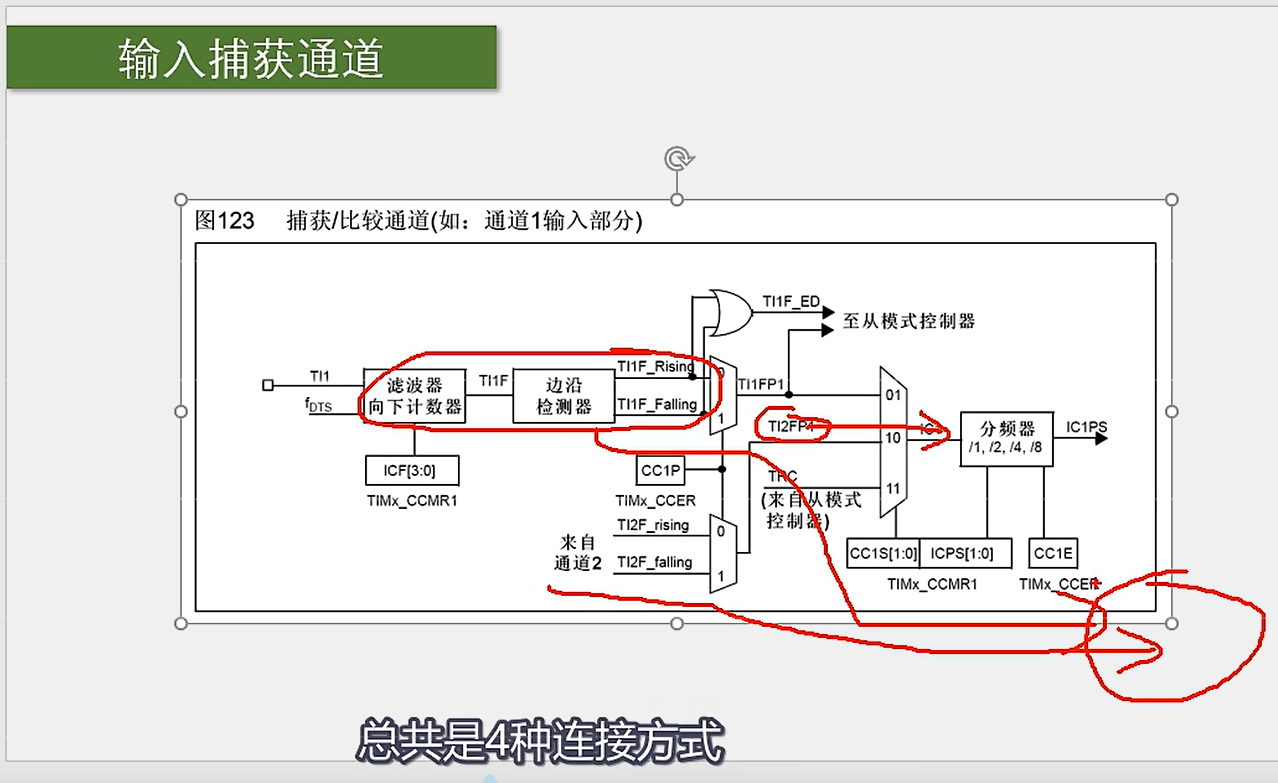 输入捕获通道
图123 捕获/比较通道(如：通道1输入部分)
TI1F_ED
至从模式控制器
TI1
fDTS
滤波器
向下计数器
TI1F
边沿
检测器
TI1F_Rising
TI1F_Falling
0
1
TI1FP1
TI2FP1
01
10
11
分频器
/1, /2, /4, /8
IC1PS
ICF[3:0]
TIMx_CCMR1
CC1P
TIMx_CCER
TRC
(来自从模式
控制器)
来自
通道2
TI2F_rising
TI2F_falling
0
1
CC1S[1:0]
ICPS[1:0]
TIMx_CCMR1
CC1E
TIMx_CCER
总共是4种连接方式